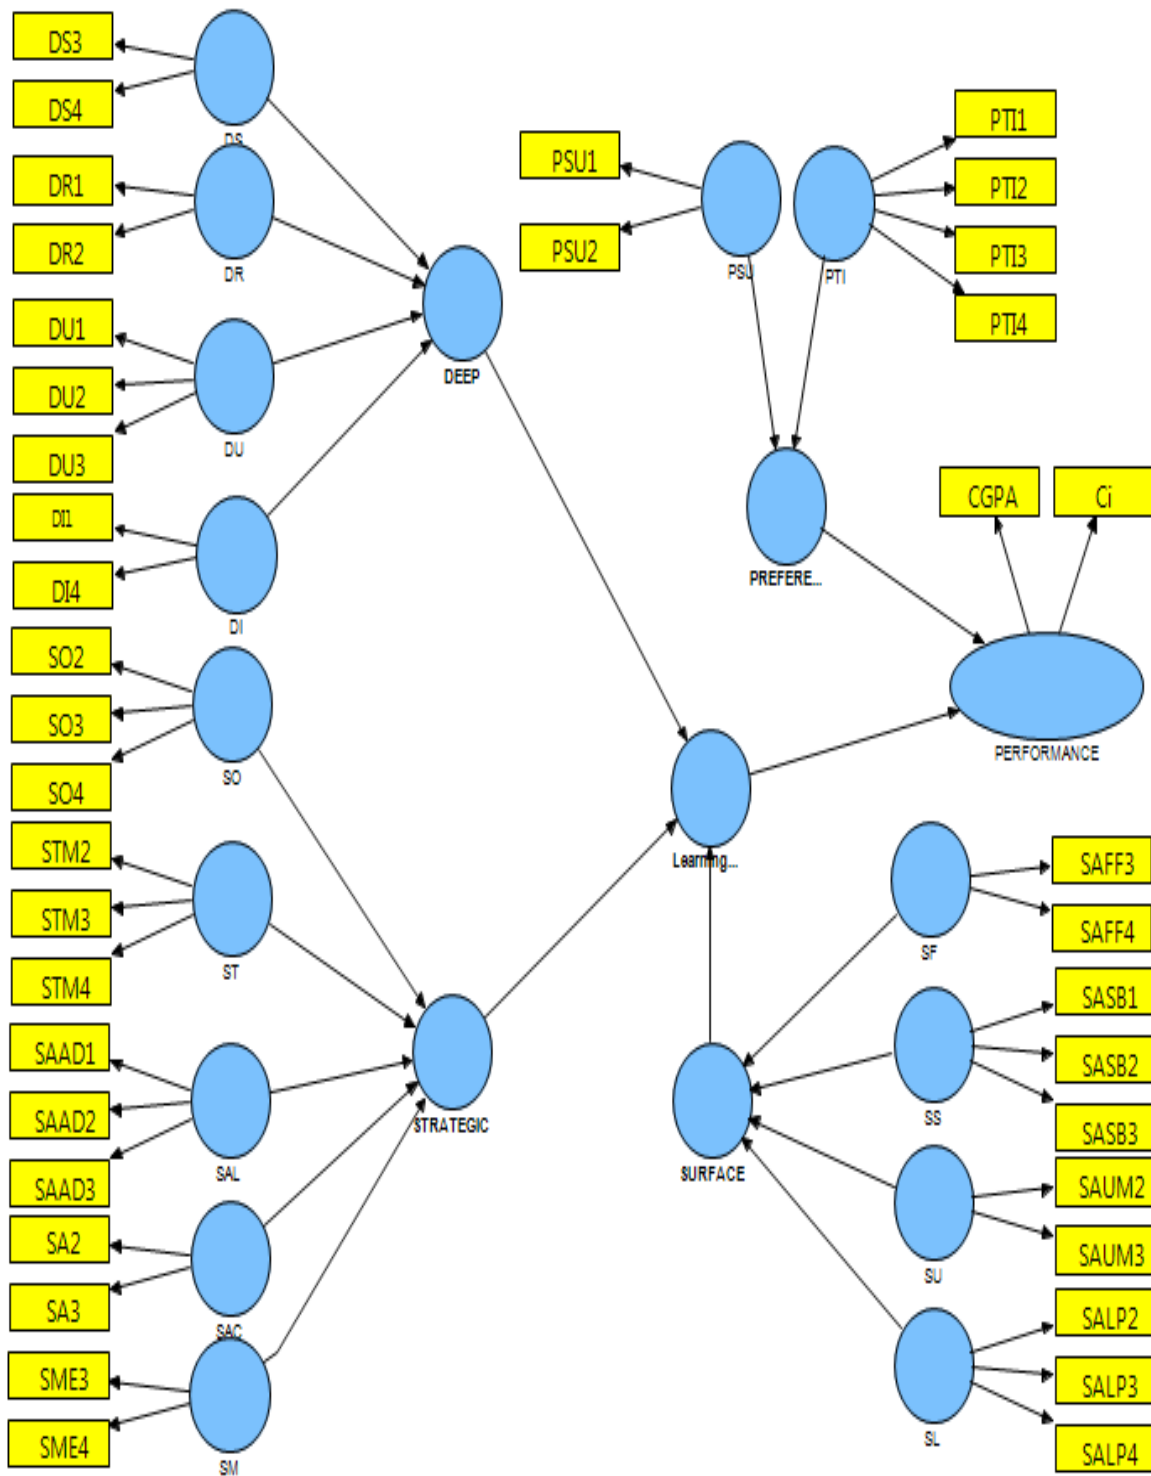 DS3
DS4
DS
DR1
DR2
DR
DU1
DU2
DU3
DU
DI1
DI4
DI
DEEP
SO2
SO3
SO4
SO
STM2
STM3
STM4
ST
SAAD1
SAAD2
SAAD3
SAL
SA2
SA3
SAC
SME3
SME4
SM
STRATEGIC
PSU1
PSU2
PSU
PTI
PTI1
PTI2
PTI3
PTI4
PREFERE...
CGPA
Ci
PERFORMANCE
Learning...
SURFACE
SF
SAFF3
SAFF4
SS
SASB1
SASB2
SASB3
SU
SAUM2
SAUM3
SL
SALP2
SALP3
SALP4